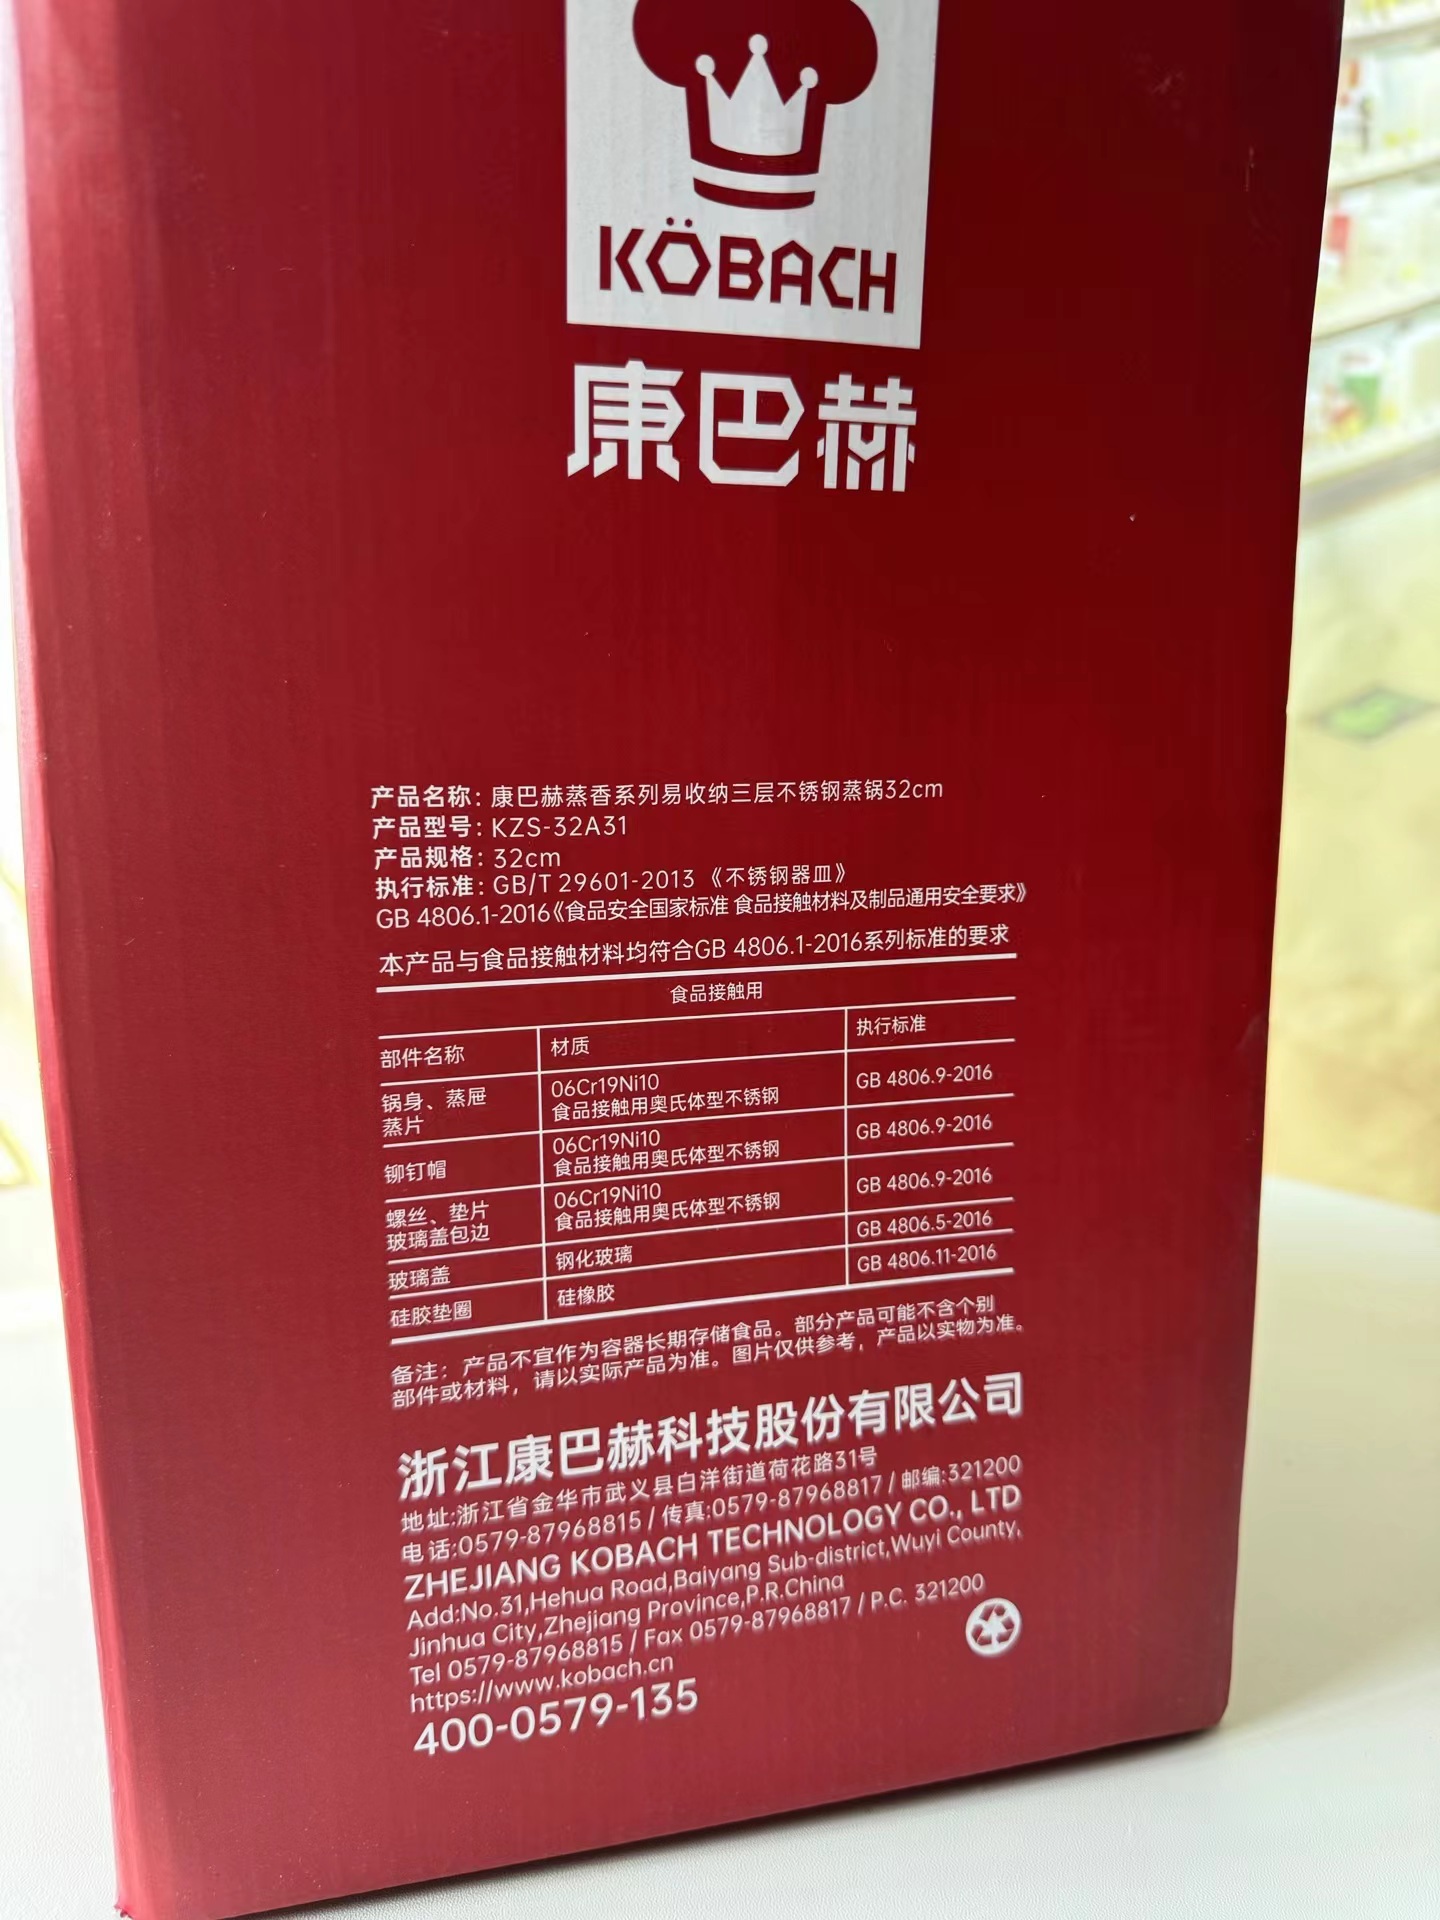 KÖBACH
康巴赫
产品名称：康巴赫蒸香系列易收纳三层不锈钢蒸锅32cm
产品型号：KZS-32A31
产品规格：32cm
执行标准：GB/T 29601-2013《不锈钢器皿》
GB 4806.1-2016《食品安全国家标准 食品接触材料及制品通用安全要求》
本产品与食品接触材料均符合GB 4806.1-2016系列标准的要求
食品接触用
部件名称 材质 执行标准
锅身、蒸屉 06Cr19Ni10 GB 4806.9-2016
蒸片 食品接触用奥氏体型不锈钢
铆钉帽 06Cr19Ni10 GB 4806.9-2016
食品接触用奥氏体型不锈钢
螺丝、垫片 06Cr19Ni10 GB 4806.9-2016
玻璃盖包边 食品接触用奥氏体型不锈钢
玻璃盖 钢化玻璃 GB 4806.5-2016
硅胶垫圈 硅橡胶 GB 4806.11-2016
备注：产品不宜作为容器长期存储食品。部分产品可能不含个别
部件或材料，请以实际产品为准。图片仅供参考，产品以实物为准。
浙江康巴赫科技股份有限公司
地址:浙江省金华市武义县白洋街道荷花路31号
电话:0579-87968815 / 传真:0579-87968817 / 邮编:321200
ZHEJIANG KOBACH TECHNOLOGY CO., LTD
Add:No.31,Hehua Road,Baiyang Sub-district,Wuyi County,
Jinhua City,Zhejiang Province,P.R.China
Tel 0579-87968815 / Fax 0579-87968817 / P.C. 321200
https://www.kobach.cn
400-0579-135